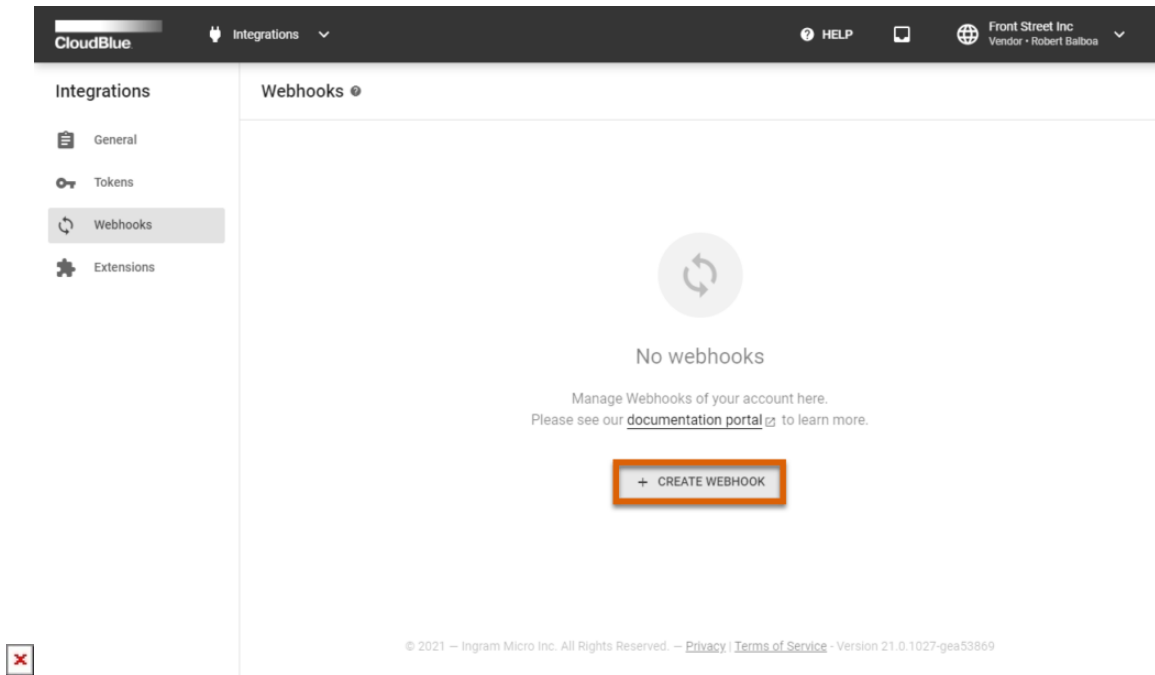 CloudBlue
Integrations
HELP
Front Street Inc
Vendor • Robert Balboa
Integrations
General
Tokens
Webhooks
Extensions
Webhooks
No webhooks
Manage Webhooks of your account here.
Please see our documentation portal to learn more.
+ CREATE WEBHOOK
© 2021 — Ingram Micro Inc. All Rights Reserved. — Privacy | Terms of Service - Version 21.0.1027-gea53869